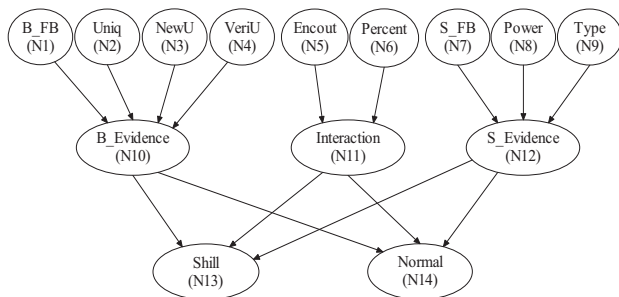 B_FB
(N1)
Uniq
(N2)
NewU
(N3)
VeriU
(N4)
Encout
(N5)
Percent
(N6)
S_FB
(N7)
Power
(N8)
Type
(N9)
B_Evidence
(N10)
Interaction
(N11)
S_Evidence
(N12)
Shill
(N13)
Normal
(N14)